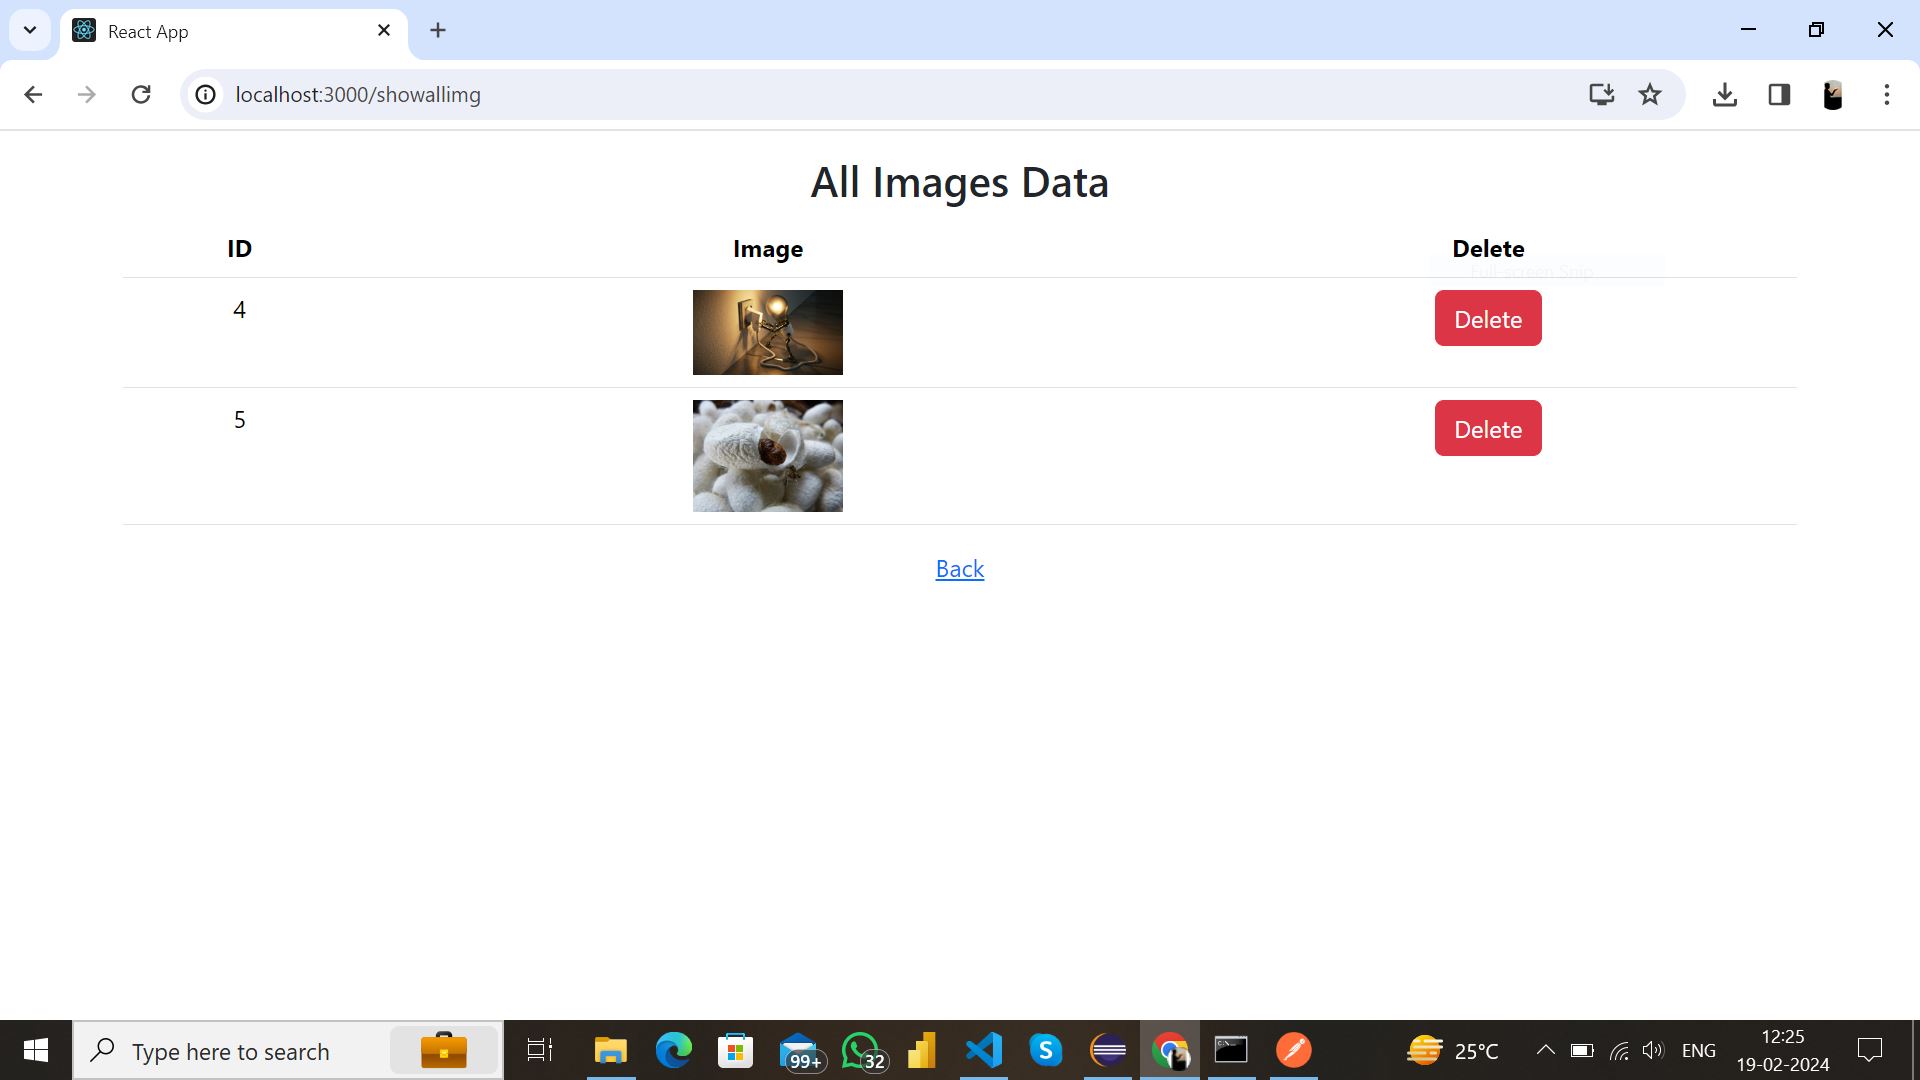 React App
localhost:3000/showallimg
All Images Data
ID Image Delete
Full-screen Snip
4 Delete
5 Delete
Back
Type here to search
99+
32
25°C
ENG
12:25
19-02-2024